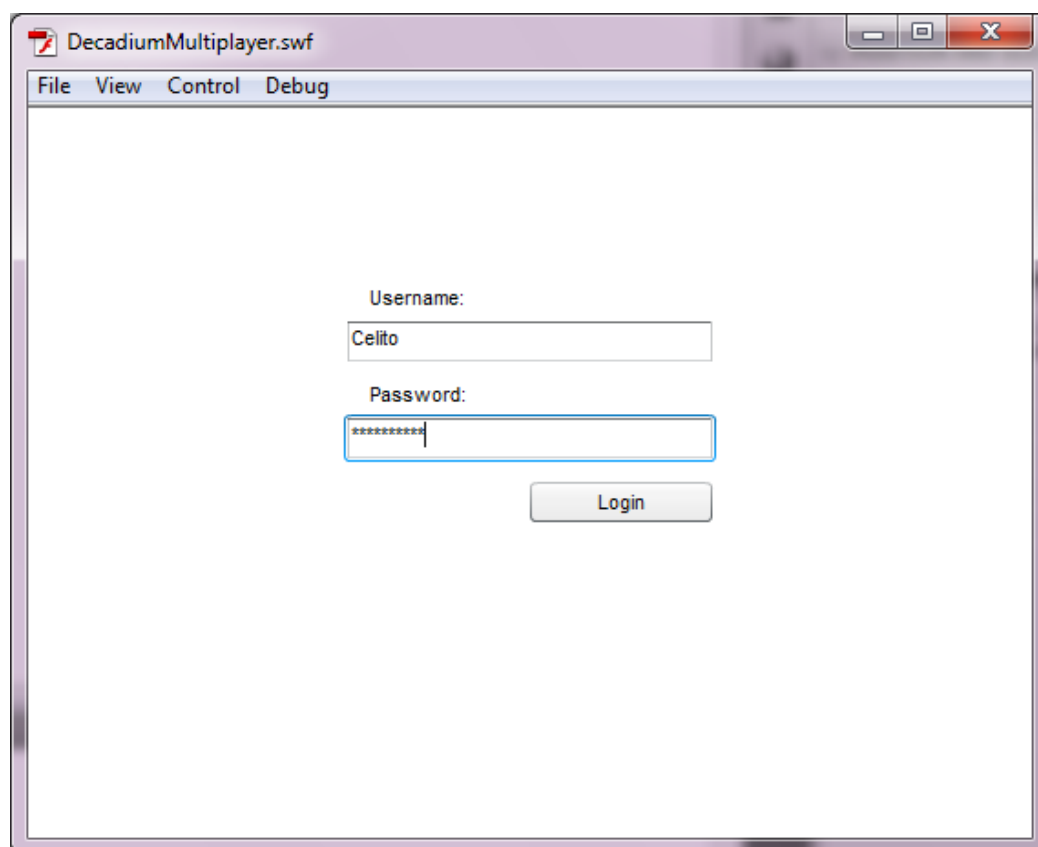 DecadiumMultiplayer.swf
File View Control Debug
Username:
Celito
Password:
**********
Login